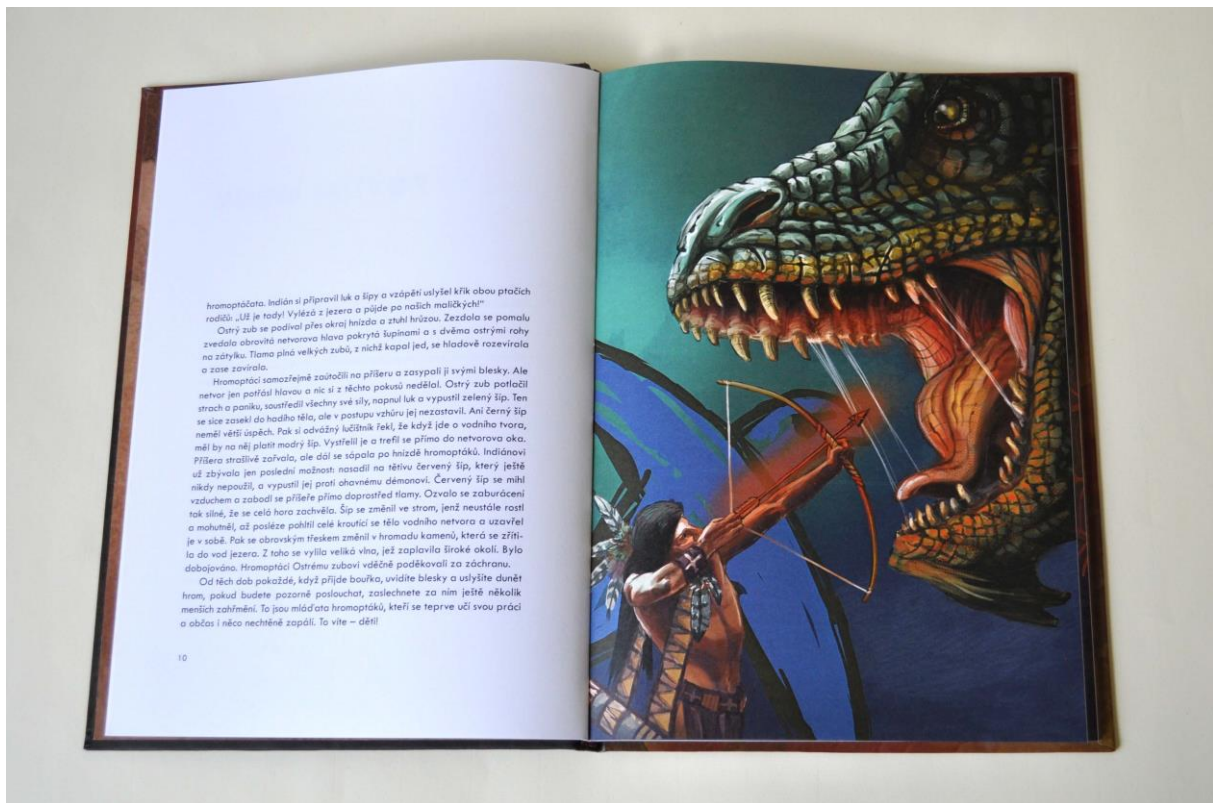 hromoptáčata. Indián si připravil luk a šípy a vzápětí uslyšel křik obou ptačích
rodičů: „Už je tady! Vylézá z jezera a půjde po našich maličkých!"
Ostrý zub se podíval přes okraj hnízda a ztuhl hrůzou. Zezdola se pomalu
zvedala obrovitá netvorova hlava pokrytá šupinami a s dvěma ostrými rohy
na zátylku. Tlama plná velkých zubů, z nichž kapal jed, se hladově rozevírala
a zase zavírala.
Hromoptáci samozřejmě zaútočili na příšeru a zasypali ji svými blesky. Ale
netvor jen potřásl hlavou a nic si z těchto pokusů nedělal. Ostrý zub potlačil
strach a paniku, soustředil všechny své síly, napnul luk a vypustil zelený šíp. Ten
se sice zasekl do hadího těla, ale v postupu vzhůru jej nezastavil. Ani černý šíp
neměl větší úspěch. Pak si odvážný lučištník řekl, že když jde o vodního tvora,
měl by na něj platit modrý šíp. Vystřelil je a trefil se přímo do netvorova oka.
Příšera strašlivě zařvala, ale dál se sápala po hnízdě hromoptáků. Indiánovi
už zbývala jen poslední možnost: nasadil na tětivu červený šíp, který ještě
nikdy nepoužil, a vypustil jej proti ohavnému démonovi. Červený šíp se mihl
vzduchem a zabodl se příšeře přímo doprostřed tlamy. Ozvalo se zaburácení
tak silné, že se celá hora zachvěla. Šíp se změnil ve strom, jenž neustále rostl
a mohutněl, až posléze pohltil celé kroutící se tělo vodního netvora a uzavřel
je v sobě. Pak se obrovským třeskem změnil v hromadu kamenů, která se zříti-
la do vod jezera. Z toho se vylila veliká vlna, jež zaplavila široké okolí. Bylo
dobojováno. Hromoptáci Ostrému zubovi vděčně poděkovali za záchranu.
Od těch dob pokaždé, když přijde bouřka, uvidíte blesky a uslyšíte dunět
hrom, pokud budete pozorně poslouchat, zaslechnete za ním ještě několik
menších zahřmění. To jsou mláďata hromoptáků, kteří se teprve učí svou práci
a občas i něco nechtěně zapálí. To víte – děti!
10